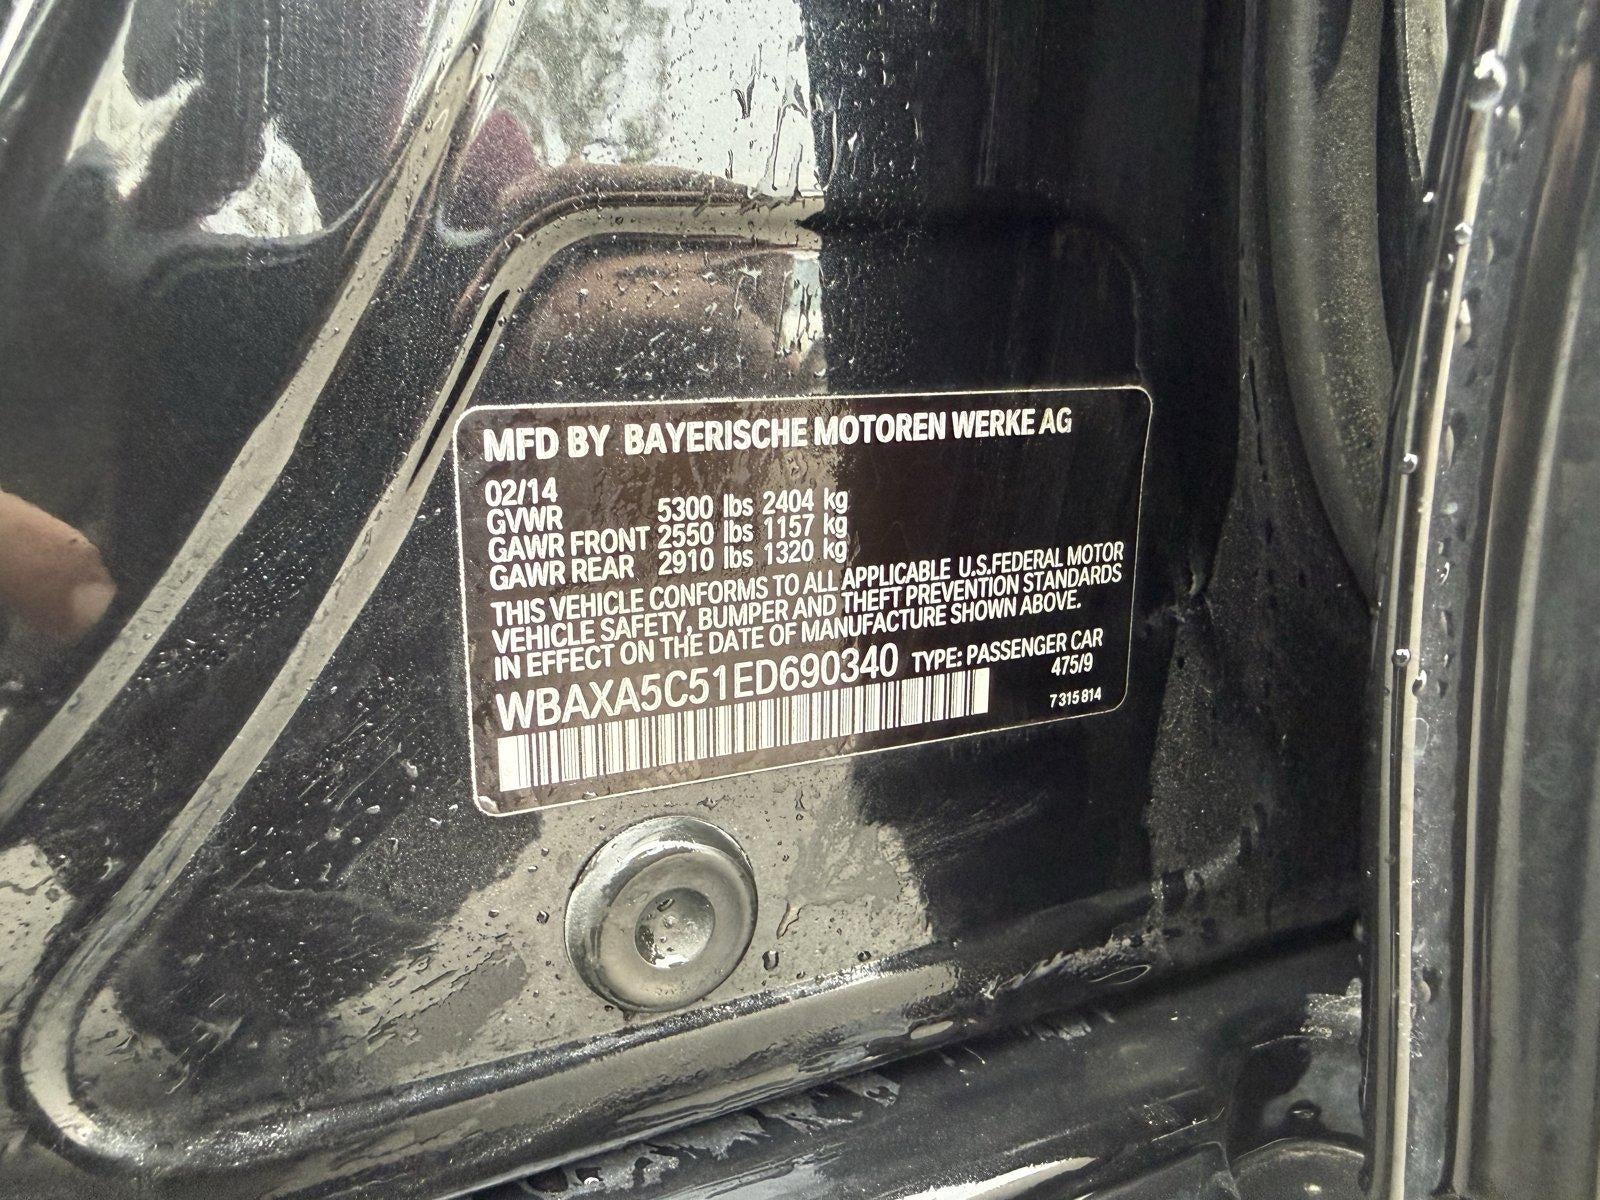 MFD BY BAYERISCHE MOTOREN WERKE AG
02/14
GVWR 5300 lbs 2404 kg
GAWR FRONT 2550 lbs 1157 kg
GAWR REAR 2910 lbs 1320 kg
THIS VEHICLE CONFORMS TO ALL APPLICABLE U.S.FEDERAL MOTOR
VEHICLE SAFETY, BUMPER AND THEFT PREVENTION STANDARDS
IN EFFECT ON THE DATE OF MANUFACTURE SHOWN ABOVE.
WBAXA5C51ED690340 TYPE: PASSENGER CAR
475/9
7 315 814